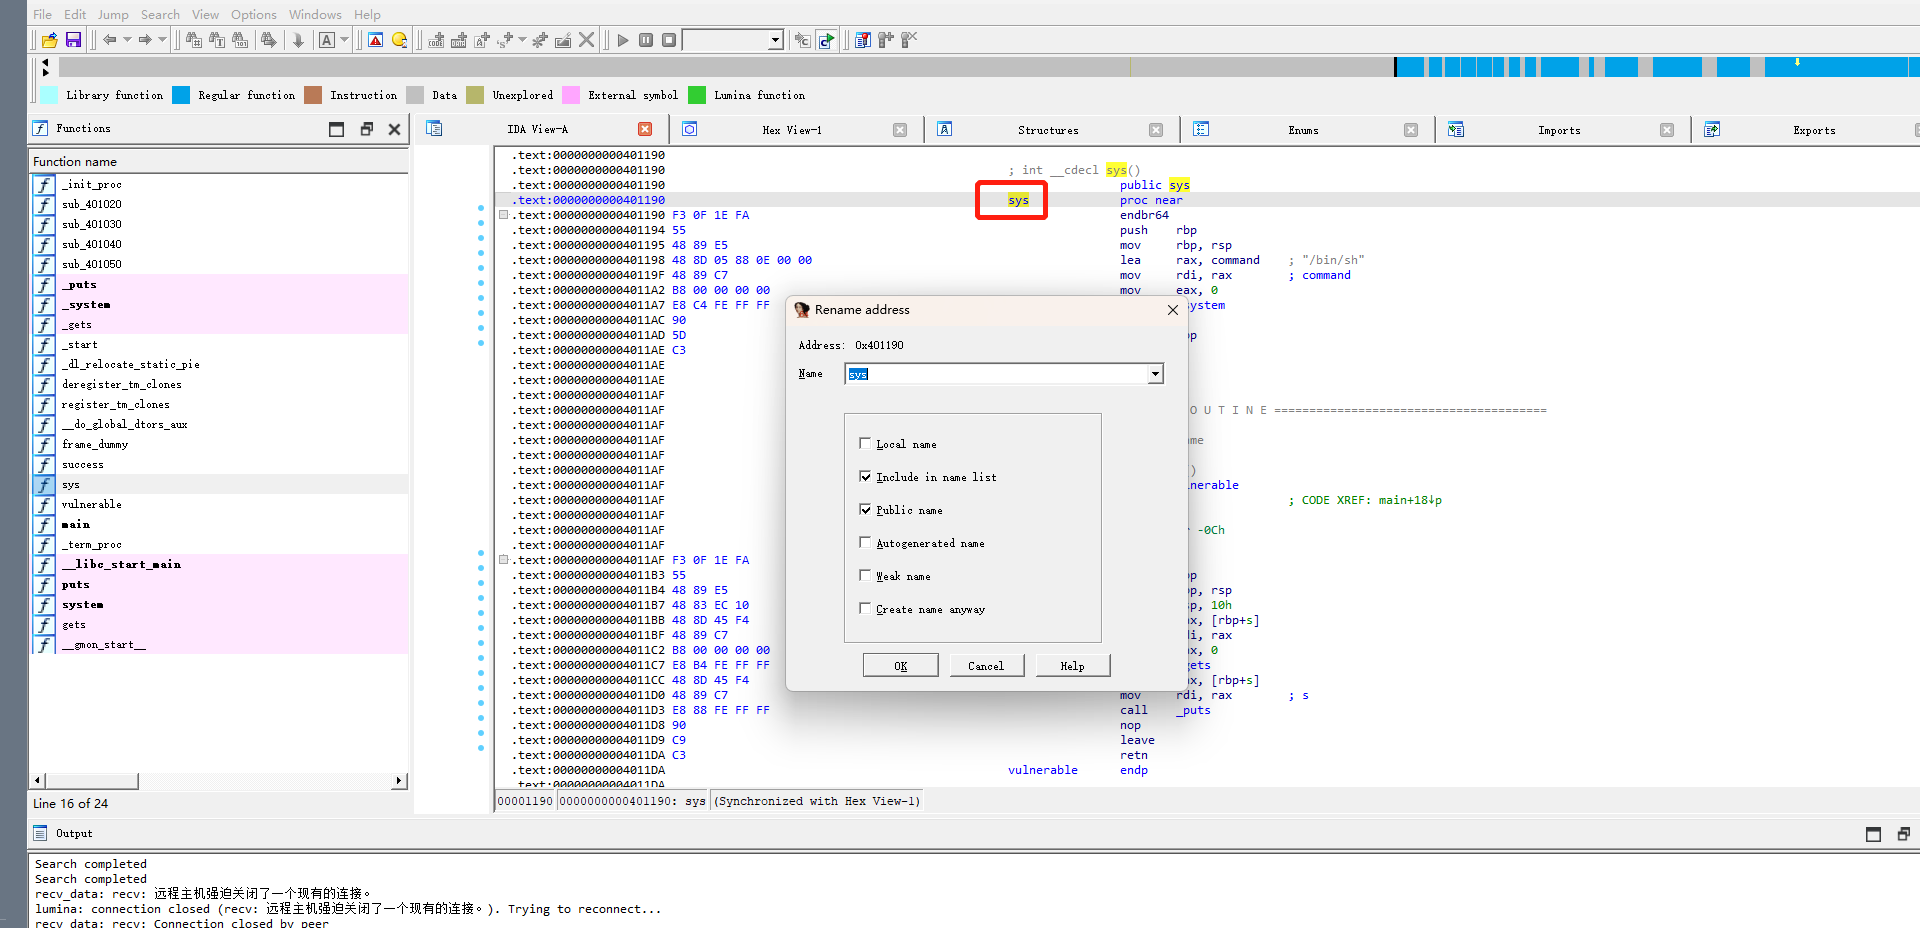 File Edit Jump Search View Options Windows Help
Library function Regular function Instruction Data Unexplored External symbol Lumina function
Functions
IDA View-A Hex View-1 Structures Enums Imports Exports
Function name
_init_proc
sub_401020
sub_401030
sub_401040
sub_401050
_puts
_system
_gets
_start
_dl_relocate_static_pie
deregister_tm_clones
register_tm_clones
__do_global_dtors_aux
frame_dummy
success
sys
vulnerable
main
_term_proc
__libc_start_main
puts
system
gets
__gmon_start__
Line 16 of 24
.text:0000000000401190
.text:0000000000401190 ; int __cdecl sys()
.text:0000000000401190 public sys
.text:0000000000401190 sys proc near
.text:0000000000401190 F3 0F 1E FA endbr64
.text:0000000000401194 55 push rbp
.text:0000000000401195 48 89 E5 mov rbp, rsp
.text:0000000000401198 48 8D 05 88 0E 00 00 lea rax, command ; "/bin/sh"
.text:000000000040119F 48 89 C7 mov rdi, rax ; command
.text:00000000004011A2 B8 00 00 00 00 mov eax, 0
.text:00000000004011A7 E8 C4 FE FF FF system
.text:00000000004011AC 90
.text:00000000004011AD 5D bp
.text:00000000004011AE C3
.text:00000000004011AE
.text:00000000004011AE
.text:00000000004011AF
.text:00000000004011AF O U T I N E =======================================
.text:00000000004011AF
.text:00000000004011AF me
.text:00000000004011AF
.text:00000000004011AF )
.text:00000000004011AF nerable
.text:00000000004011AF ; CODE XREF: main+18↓p
.text:00000000004011AF
.text:00000000004011AF -0Ch
.text:00000000004011AF
.text:00000000004011AF F3 0F 1E FA
.text:00000000004011B3 55 bp
.text:00000000004011B4 48 89 E5 bp, rsp
.text:00000000004011B7 48 83 EC 10 sp, 10h
.text:00000000004011BB 48 8D 45 F4 ax, [rbp+s]
.text:00000000004011BF 48 89 C7 di, rax
.text:00000000004011C2 B8 00 00 00 00 ax, 0
.text:00000000004011C7 E8 B4 FE FF FF gets
.text:00000000004011CC 48 8D 45 F4 ax, [rbp+s]
.text:00000000004011D0 48 89 C7 mov rdi, rax ; s
.text:00000000004011D3 E8 88 FE FF FF call _puts
.text:00000000004011D8 90 nop
.text:00000000004011D9 C9 leave
.text:00000000004011DA C3 retn
.text:00000000004011DA vulnerable endp
.text:00000000004011DA
00001190 0000000000401190: sys (Synchronized with Hex View-1)
Rename address
Address: 0x401190
Name sys
Local name
Include in name list
Public name
Autogenerated name
Weak name
Create name anyway
OK Cancel Help
Output
Search completed
Search completed
recv_data: recv: 远程主机强迫关闭了一个现有的连接。
lumina: connection closed (recv: 远程主机强迫关闭了一个现有的连接。). Trying to reconnect...
recv_data: recv: Connection closed by peer